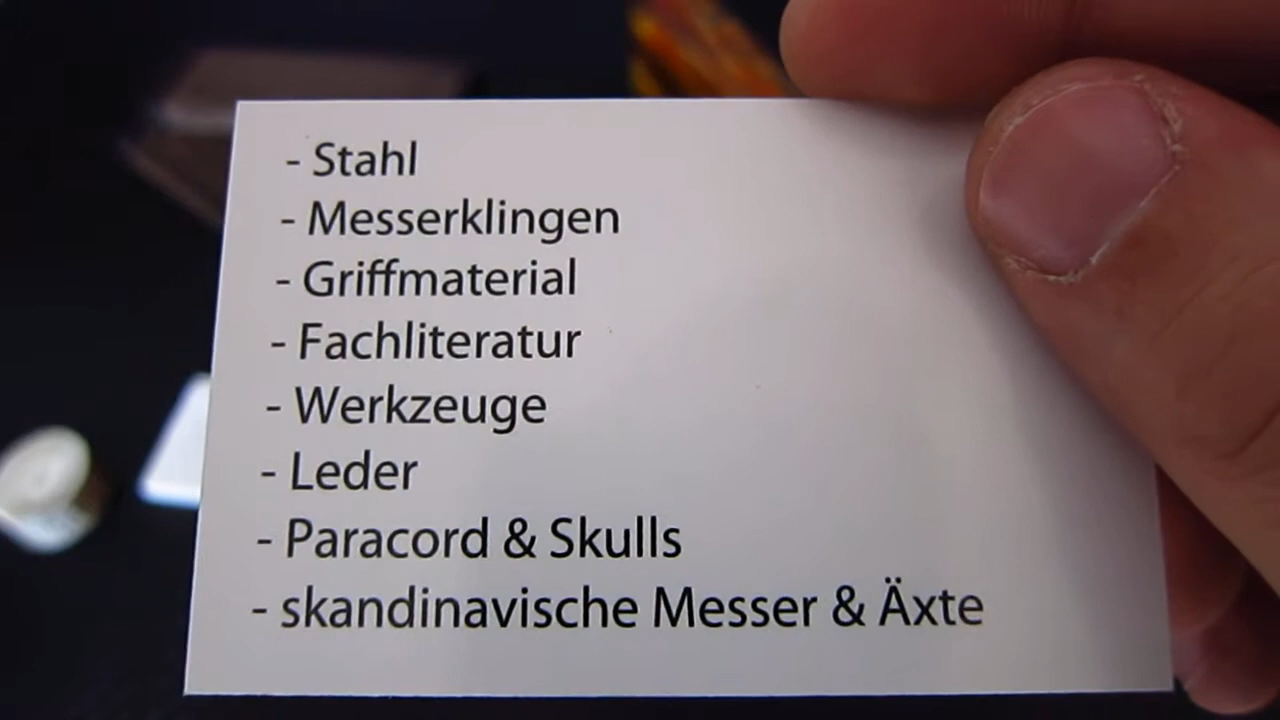 - Stahl
- Messerklingen
- Griffmaterial
- Fachliteratur
- Werkzeuge
- Leder
- Paracord & Skulls
- skandinavische Messer & Äxte